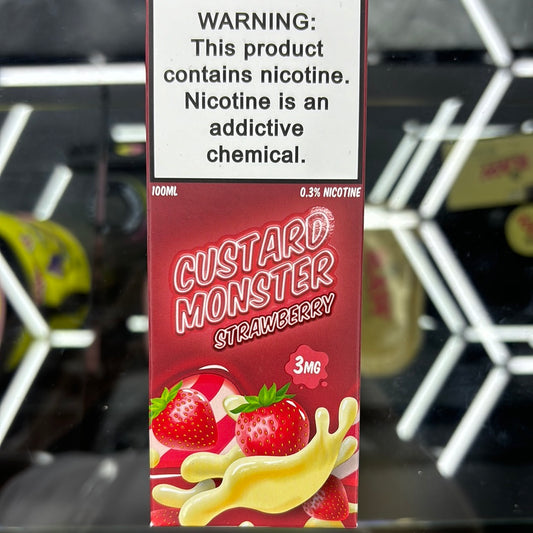 WARNING:
This product
contains nicotine.
Nicotine is an
addictive
chemical.
100ML 0.3% NICOTINE
CUSTARD
MONSTER
STRAWBERRY
3MG